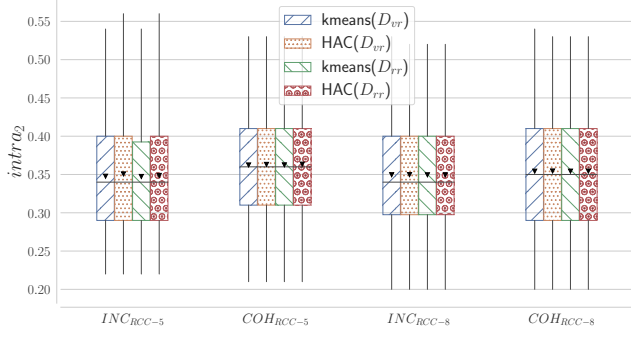 kmeans(D_vr)
HAC(D_vr)
kmeans(D_rr)
HAC(D_rr)
intra_2
0.55
0.50
0.45
0.40
0.35
0.30
0.25
0.20
INC_RCC−5 COH_RCC−5 INC_RCC−8 COH_RCC−8